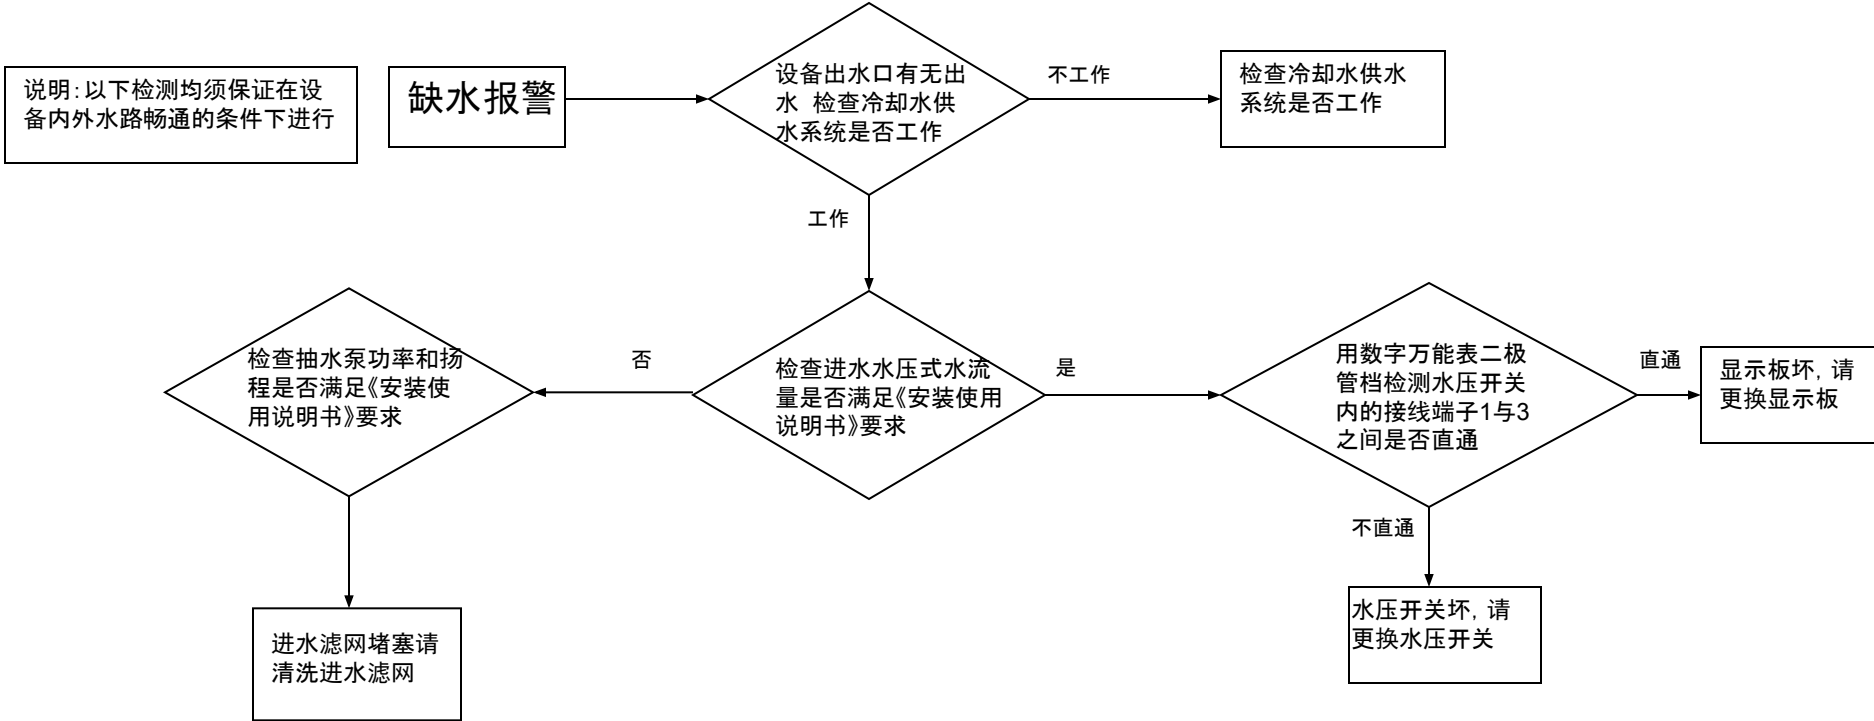 说明:以下检测均须保证在设
备内外水路畅通的条件下进行
缺水报警
设备出水口有无出
水 检查冷却水供
水系统是否工作
不工作
检查冷却水供水
系统是否工作
工作
检查抽水泵功率和扬
程是否满足《安装使
用说明书》要求
否
检查进水水压式水流
量是否满足《安装使用
说明书》要求
是
用数字万能表二极
管档检测水压开关
内的接线端子1与3
之间是否直通
直通
显示板坏, 请
更换显示板
不直通
水压开关坏, 请
更换水压开关
进水滤网堵塞请
清洗进水滤网